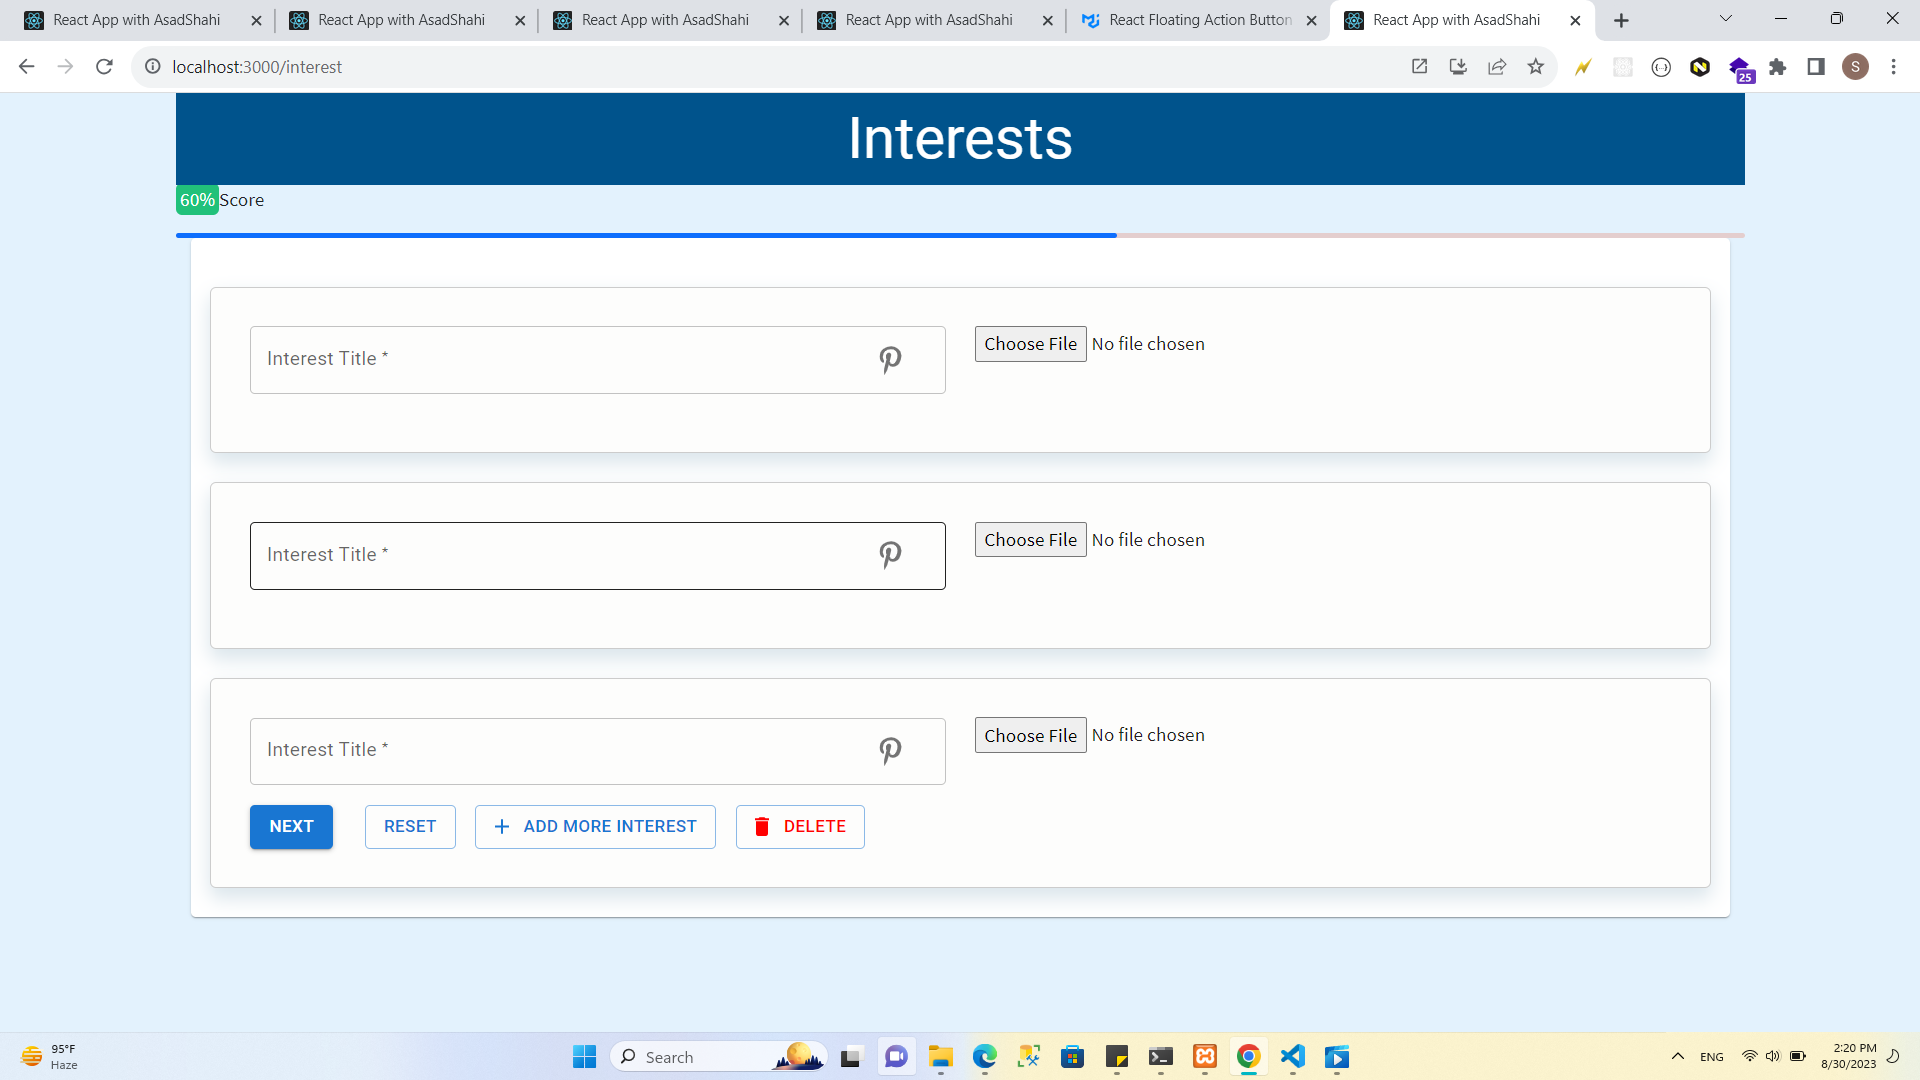 React App with AsadShahi
React App with AsadShahi
React App with AsadShahi
React App with AsadShahi
React Floating Action Button
React App with AsadShahi
localhost:3000/interest
25
S
Interests
60% Score
Interest Title *
Choose File No file chosen
Interest Title *
Choose File No file chosen
Interest Title *
Choose File No file chosen
NEXT
RESET
ADD MORE INTEREST
DELETE
95°F
Haze
Search
ENG
2:20 PM
8/30/2023